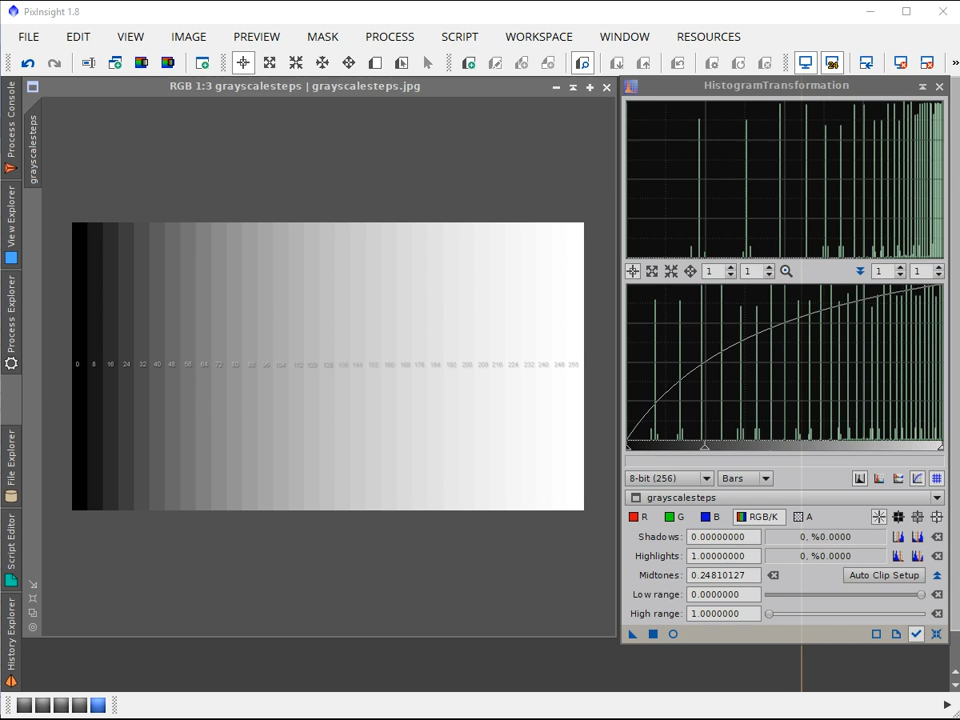 PixInsight 1.8
FILE EDIT VIEW IMAGE PREVIEW MASK PROCESS SCRIPT WORKSPACE WINDOW RESOURCES
RGB 1:3 grayscalesteps | grayscalesteps.jpg
HistogramTransformation
Process Console
View Explorer
Process Explorer
File Explorer
Script Editor
History Explorer
grayscalesteps
0 8 16 24 32 40 48 56 64 72
176 184 192 200 208 216 224 232 240 248 255
1 1 1 1
8-bit (256) Bars
grayscalesteps
R G B RGB/K A
Shadows: 0.00000000 0, %0.0000
Highlights: 1.00000000 0, %0.0000
Midtones: 0.24810127 Auto Clip Setup
Low range: 0.0000000
High range: 1.0000000